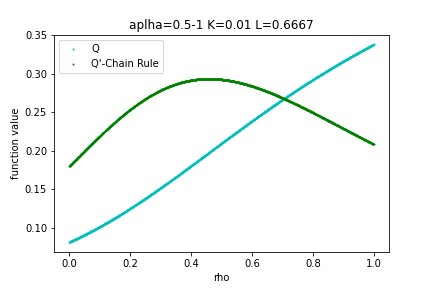 aplha=0.5-1 K=0.01 L=0.6667
Q
Q'-Chain Rule
function value
0.35
0.30
0.25
0.20
0.15
0.10
0.0 0.2 0.4 0.6 0.8 1.0
rho